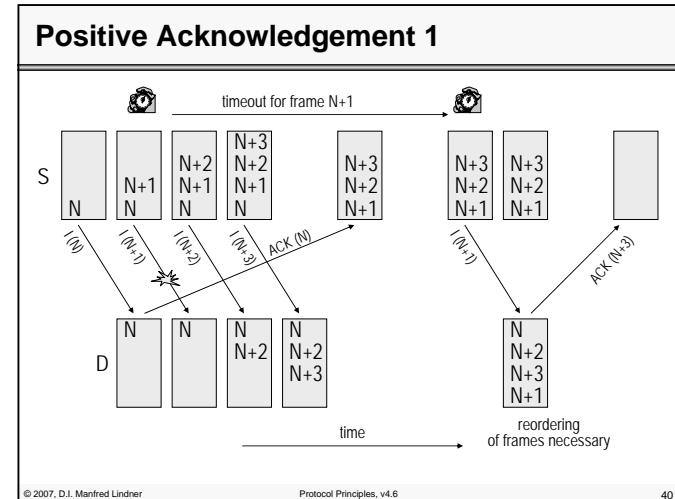 Positive Acknowledgement 1
timeout for frame N+1
S
N
N+1
N
N+2
N+1
N
N+3
N+2
N+1
N
N+3
N+2
N+1
N+3
N+2
N+1
N+3
N+2
N+1
I (N)
I (N+1)
I (N+2)
I (N+3)
ACK (N)
I (N+1)
ACK (N+3)
D
N
N
N
N+2
N
N+2
N+3
N
N+2
N+3
N+1
time
reordering
of frames necessary
© 2007, D.I. Manfred Lindner
Protocol Principles, v4.6
40